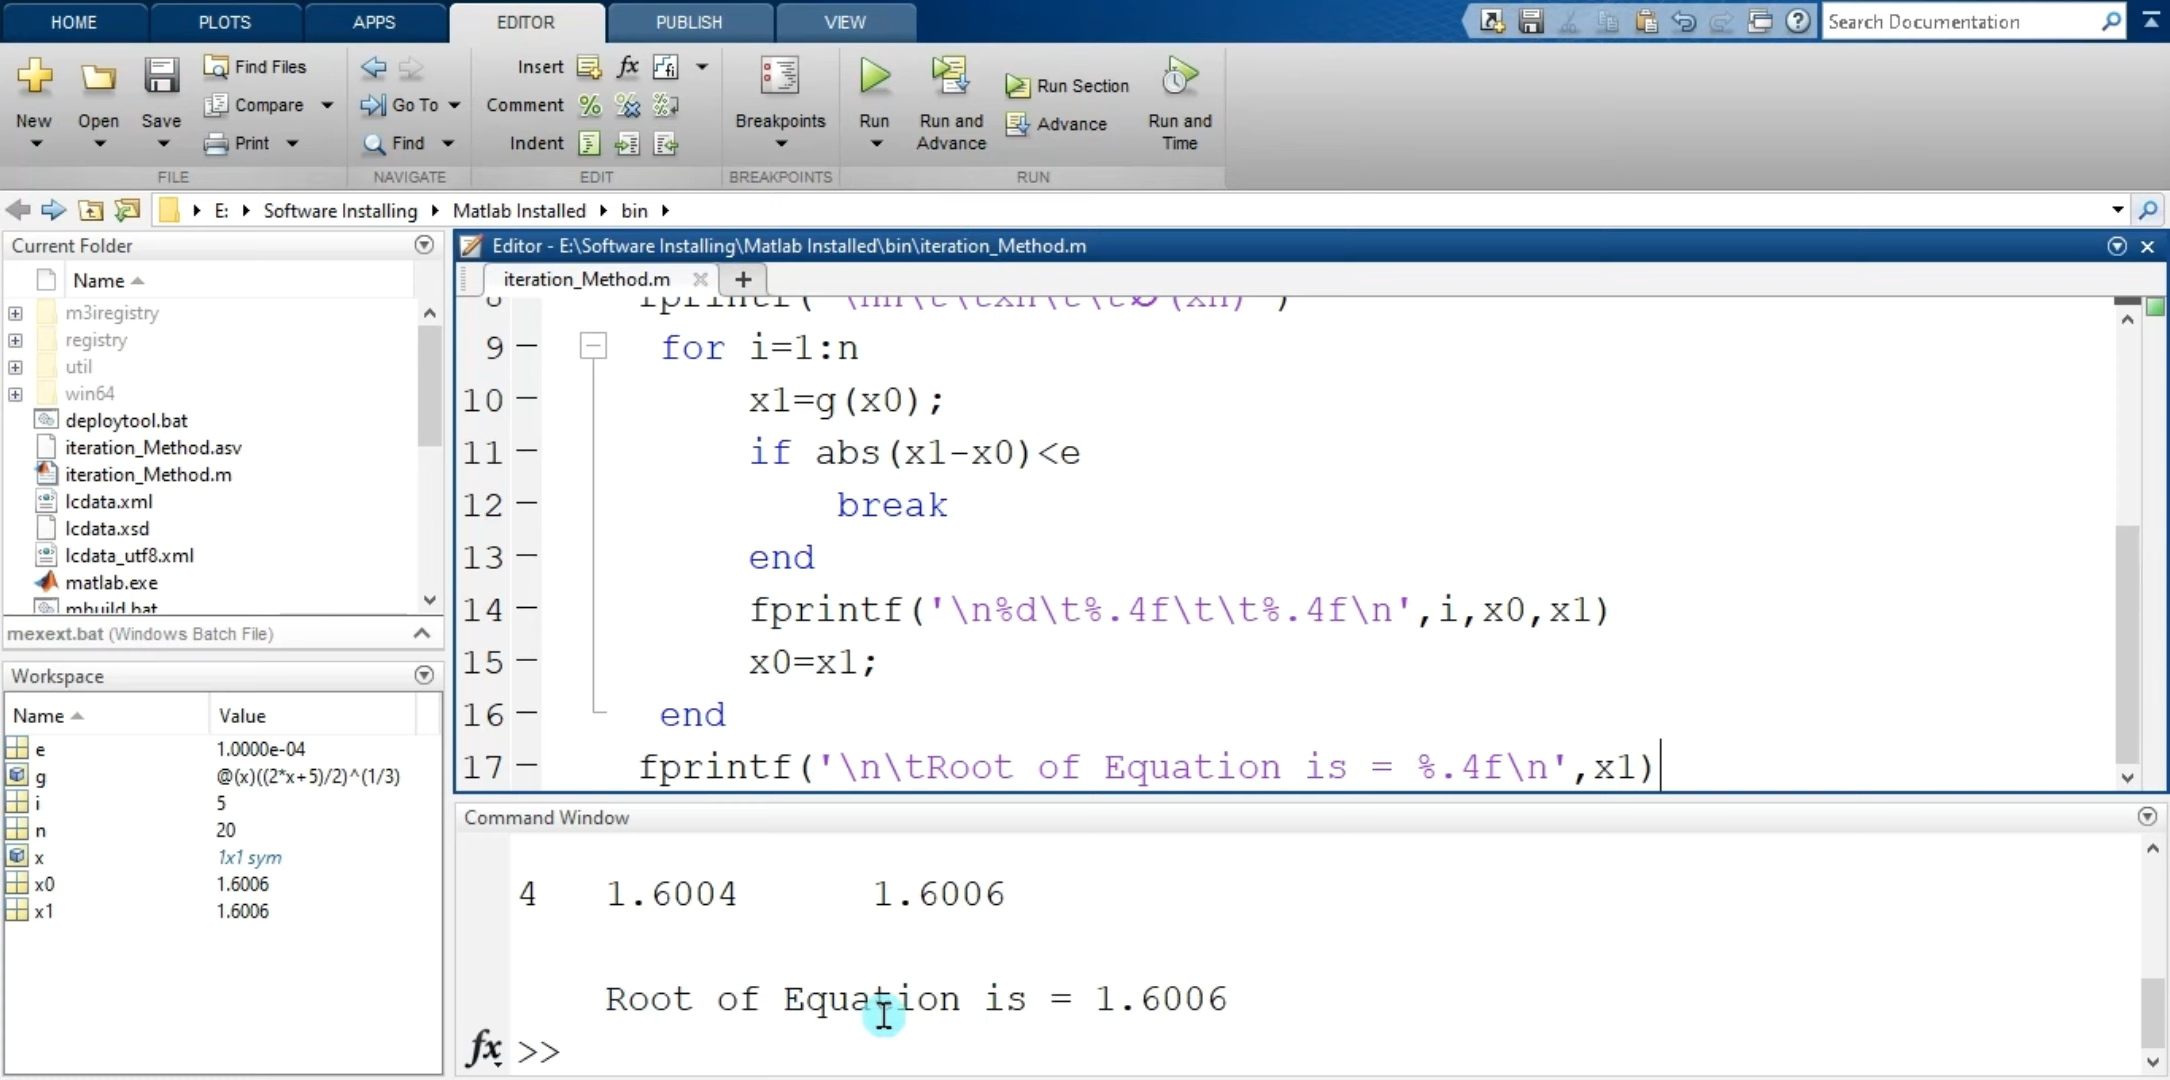 HOME PLOTS APPS EDITOR PUBLISH VIEW Search Documentation
New Open Save Find Files Compare Print
FILE
Go To Find
NAVIGATE
Insert fx
Comment %
Indent
EDIT
Breakpoints
BREAKPOINTS
Run Run and Advance Run Section Advance Run and Time
RUN
E: Software Installing Matlab Installed bin
Current Folder
Name
m3iregistry
registry
util
win64
deploytool.bat
iteration_Method.asv
iteration_Method.m
lcdata.xml
lcdata.xsd
lcdata_utf8.xml
matlab.exe
mbuild.bat
mexext.bat (Windows Batch File)
Workspace
Name Value
e 1.0000e-04
g @(x)((2*x+5)/2)^(1/3)
i 5
n 20
x 1x1 sym
x0 1.6006
x1 1.6006
Editor - E:\Software Installing\Matlab Installed\bin\iteration_Method.m
iteration_Method.m
9 for i=1:n
10 x1=g(x0);
11 if abs(x1-x0)<e
12 break
13 end
14 fprintf('\n%d\t%.4f\t\t%.4f\n',i,x0,x1)
15 x0=x1;
16 end
17 fprintf('\n\tRoot of Equation is = %.4f\n',x1)
Command Window
4 1.6004 1.6006
Root of Equation is = 1.6006
fx >>